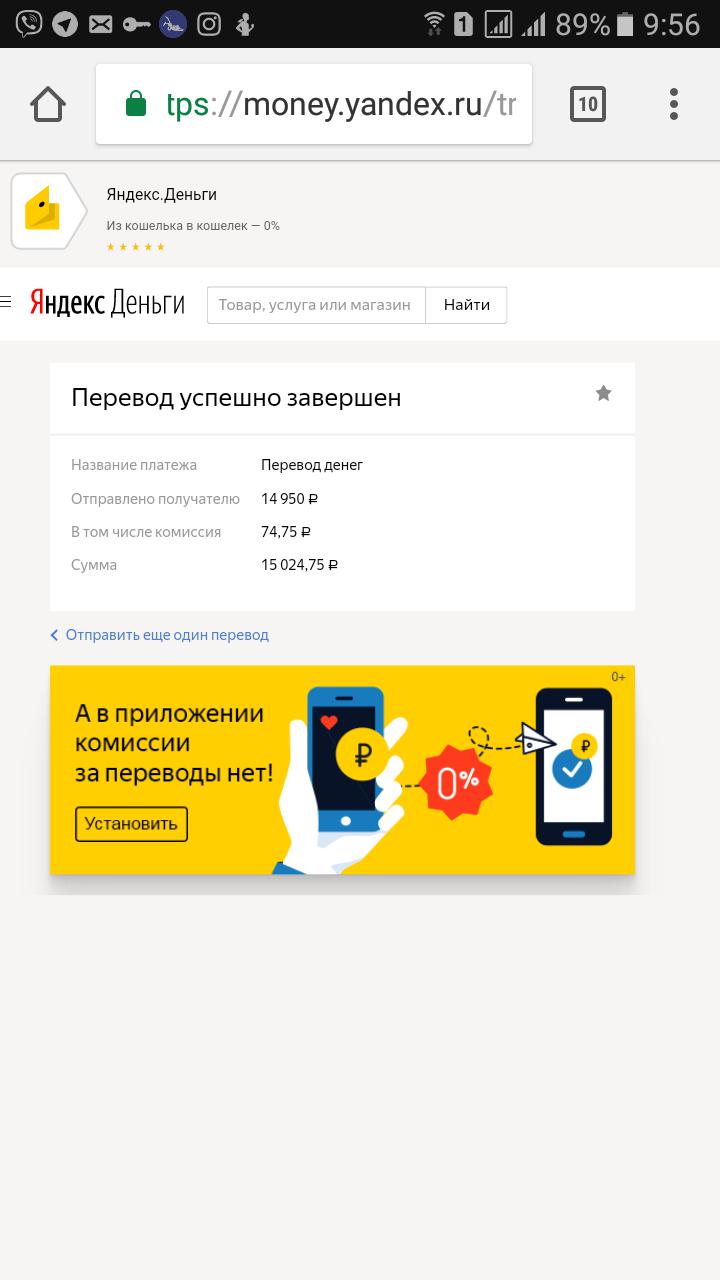 1 89% 9:56
tps://money.yandex.ru/tr
10
Яндекс.Деньги
Из кошелька в кошелек — 0%
Яндекс Деньги
Товар, услуга или магазин
Найти
Перевод успешно завершен
Название платежа Перевод денег
Отправлено получателю 14 950 ₽
В том числе комиссия 74,75 ₽
Сумма 15 024,75 ₽
Отправить еще один перевод
0+
А в приложении
комиссии
за переводы нет!
Установить
₽
0%
₽